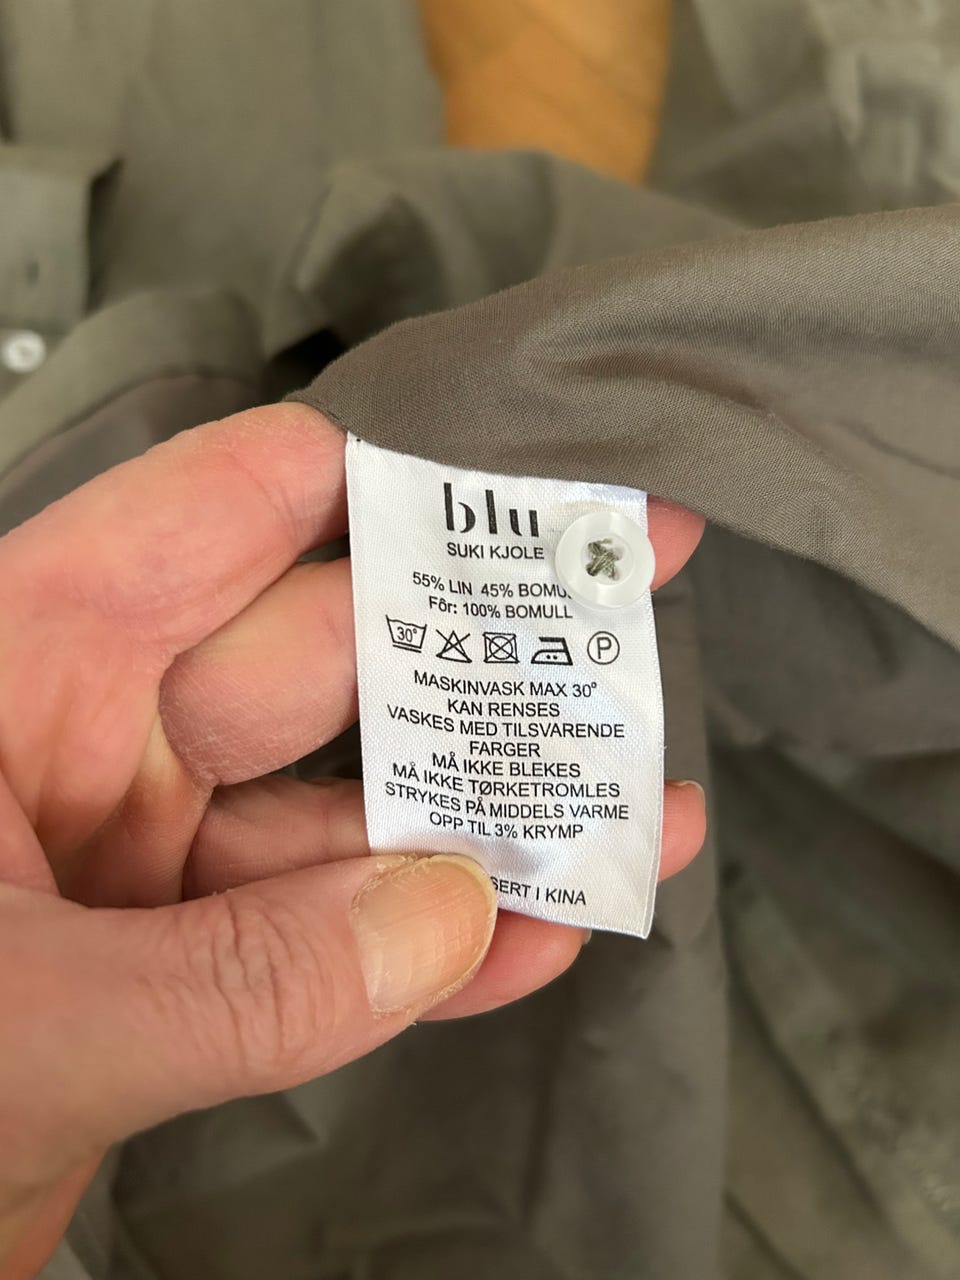 blu
SUKI KJOLE
55% LIN 45%
Fôr: 100% BOMULL
30° P
MASKINVASK MAX 30°
KAN RENSES
VASKES MED TILSVARENDE
FARGER
MÅ IKKE BLEKES
MÅ IKKE TØRKETROMLES
STRYKES PÅ MIDDELS VARME
OPP TIL 3% KRYMP
I KINA